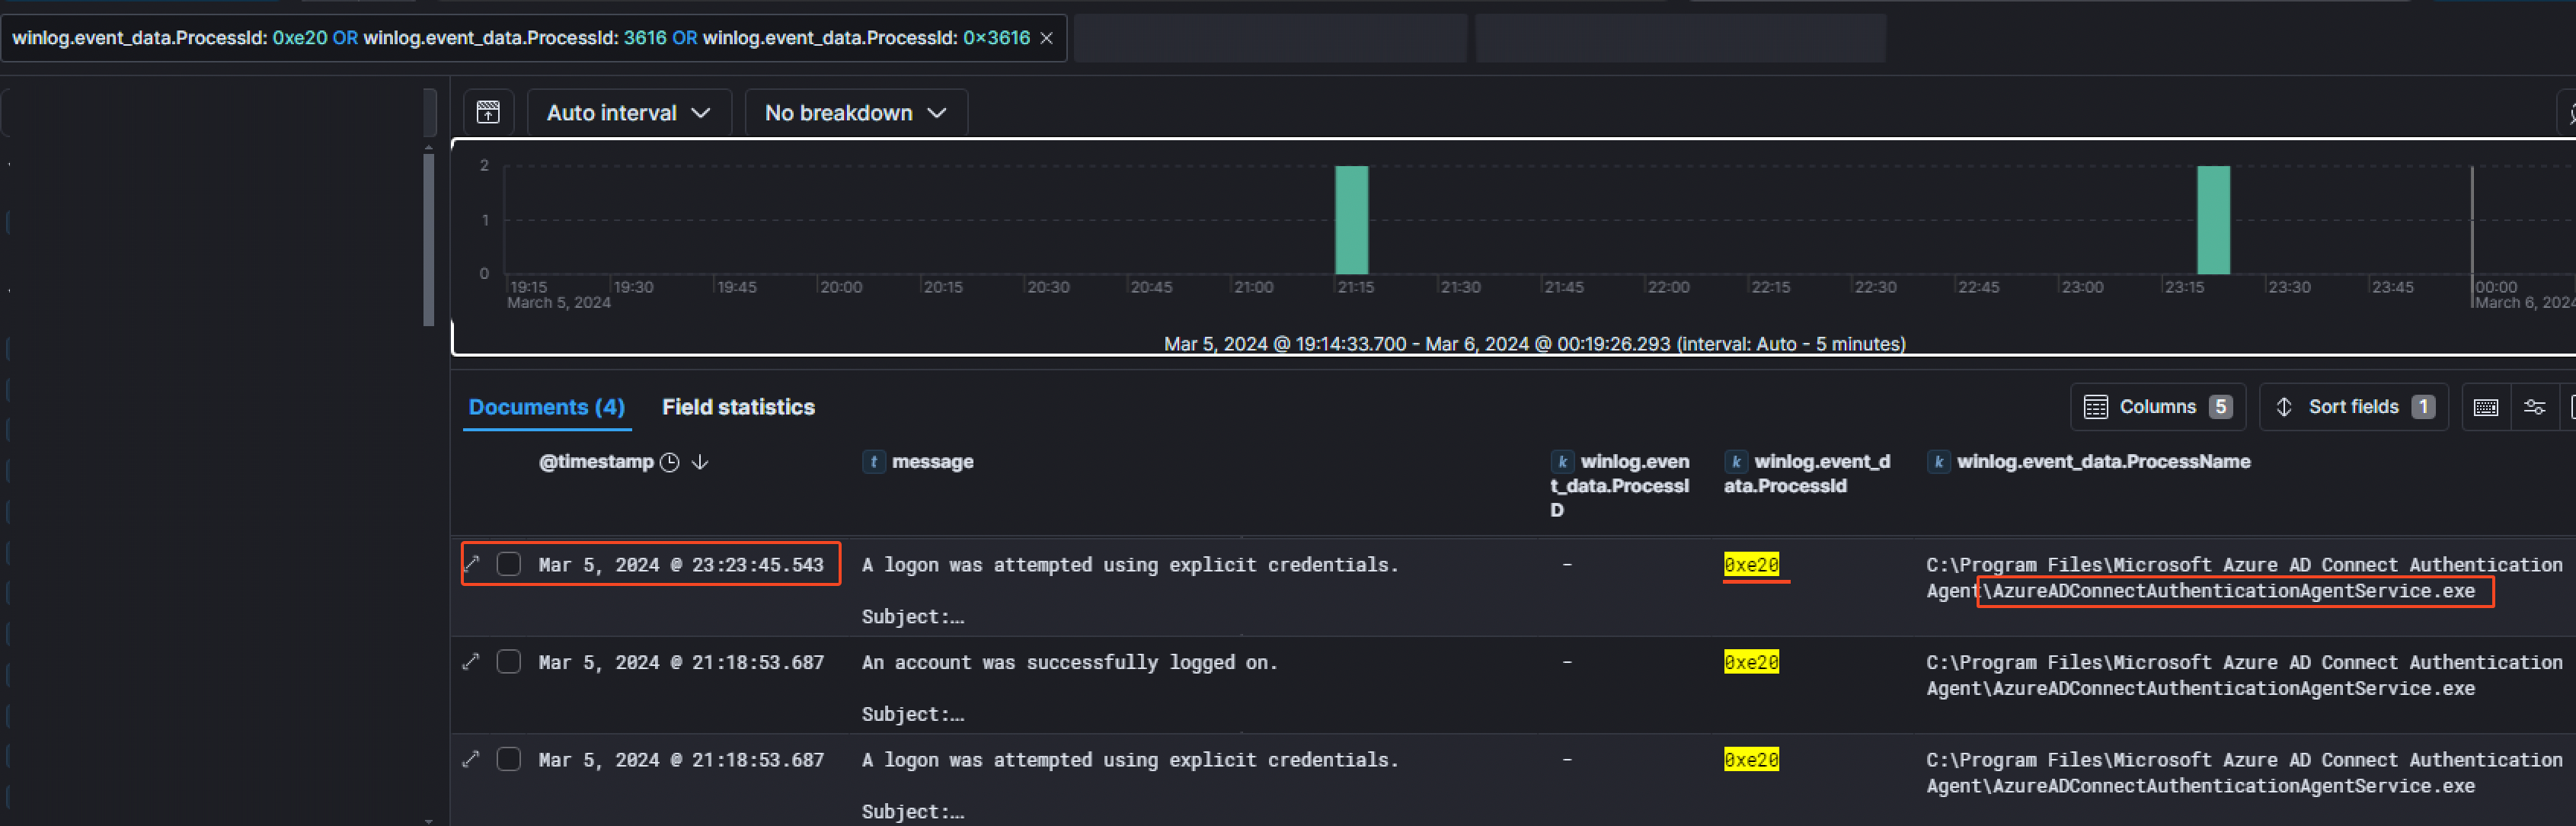 winlog.event_data.ProcessId: 0xe20 OR winlog.event_data.ProcessId: 3616 OR winlog.event_data.ProcessId: 0×3616
Auto interval No breakdown
2
1
0
19:15 19:30 19:45 20:00 20:15 20:30 20:45 21:00 21:15 21:30 21:45 22:00 22:15 22:30 22:45 23:00 23:15 23:30 23:45 00:00
March 5, 2024 March 6, 2024
Mar 5, 2024 @ 19:14:33.700 - Mar 6, 2024 @ 00:19:26.293 (interval: Auto - 5 minutes)
Documents (4) Field statistics Columns 5 Sort fields 1
@timestamp t message k winlog.even k winlog.event_d k winlog.event_data.ProcessName
t_data.ProcessI ata.ProcessId
D
Mar 5, 2024 @ 23:23:45.543 A logon was attempted using explicit credentials. - 0xe20 C:\Program Files\Microsoft Azure AD Connect Authentication
Agent\AzureADConnectAuthenticationAgentService.exe
Subject:…
Mar 5, 2024 @ 21:18:53.687 An account was successfully logged on. - 0xe20 C:\Program Files\Microsoft Azure AD Connect Authentication
Agent\AzureADConnectAuthenticationAgentService.exe
Subject:…
Mar 5, 2024 @ 21:18:53.687 A logon was attempted using explicit credentials. - 0xe20 C:\Program Files\Microsoft Azure AD Connect Authentication
Agent\AzureADConnectAuthenticationAgentService.exe
Subject:…